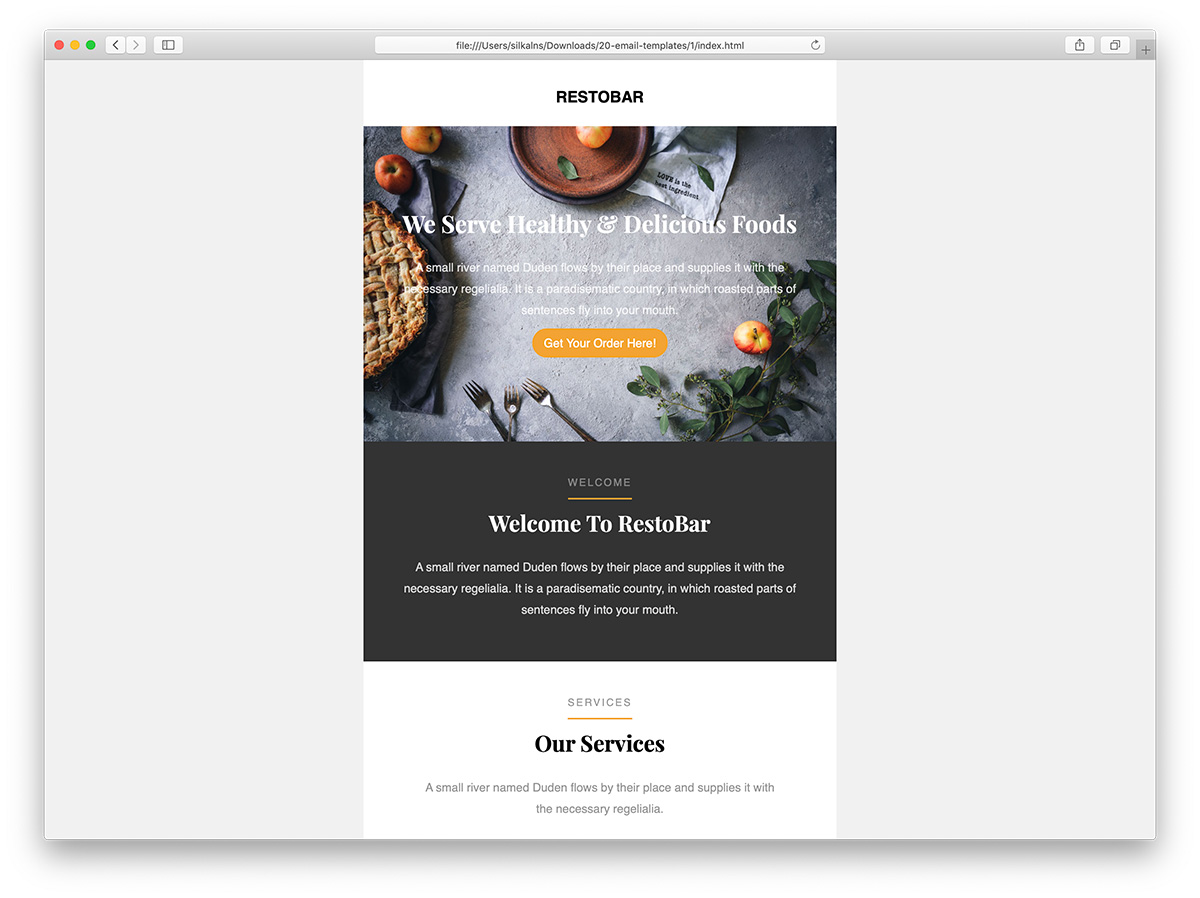 file:///Users/silkalns/Downloads/20-email-templates/1/index.html
RESTOBAR
LOVE is the
best ingredient
We Serve Healthy & Delicious Foods
A small river named Duden flows by their place and supplies it with the
necessary regelialia. It is a paradisematic country, in which roasted parts of
sentences fly into your mouth.
Get Your Order Here!
WELCOME
Welcome To RestoBar
A small river named Duden flows by their place and supplies it with the
necessary regelialia. It is a paradisematic country, in which roasted parts of
sentences fly into your mouth.
SERVICES
Our Services
A small river named Duden flows by their place and supplies it with
the necessary regelialia.